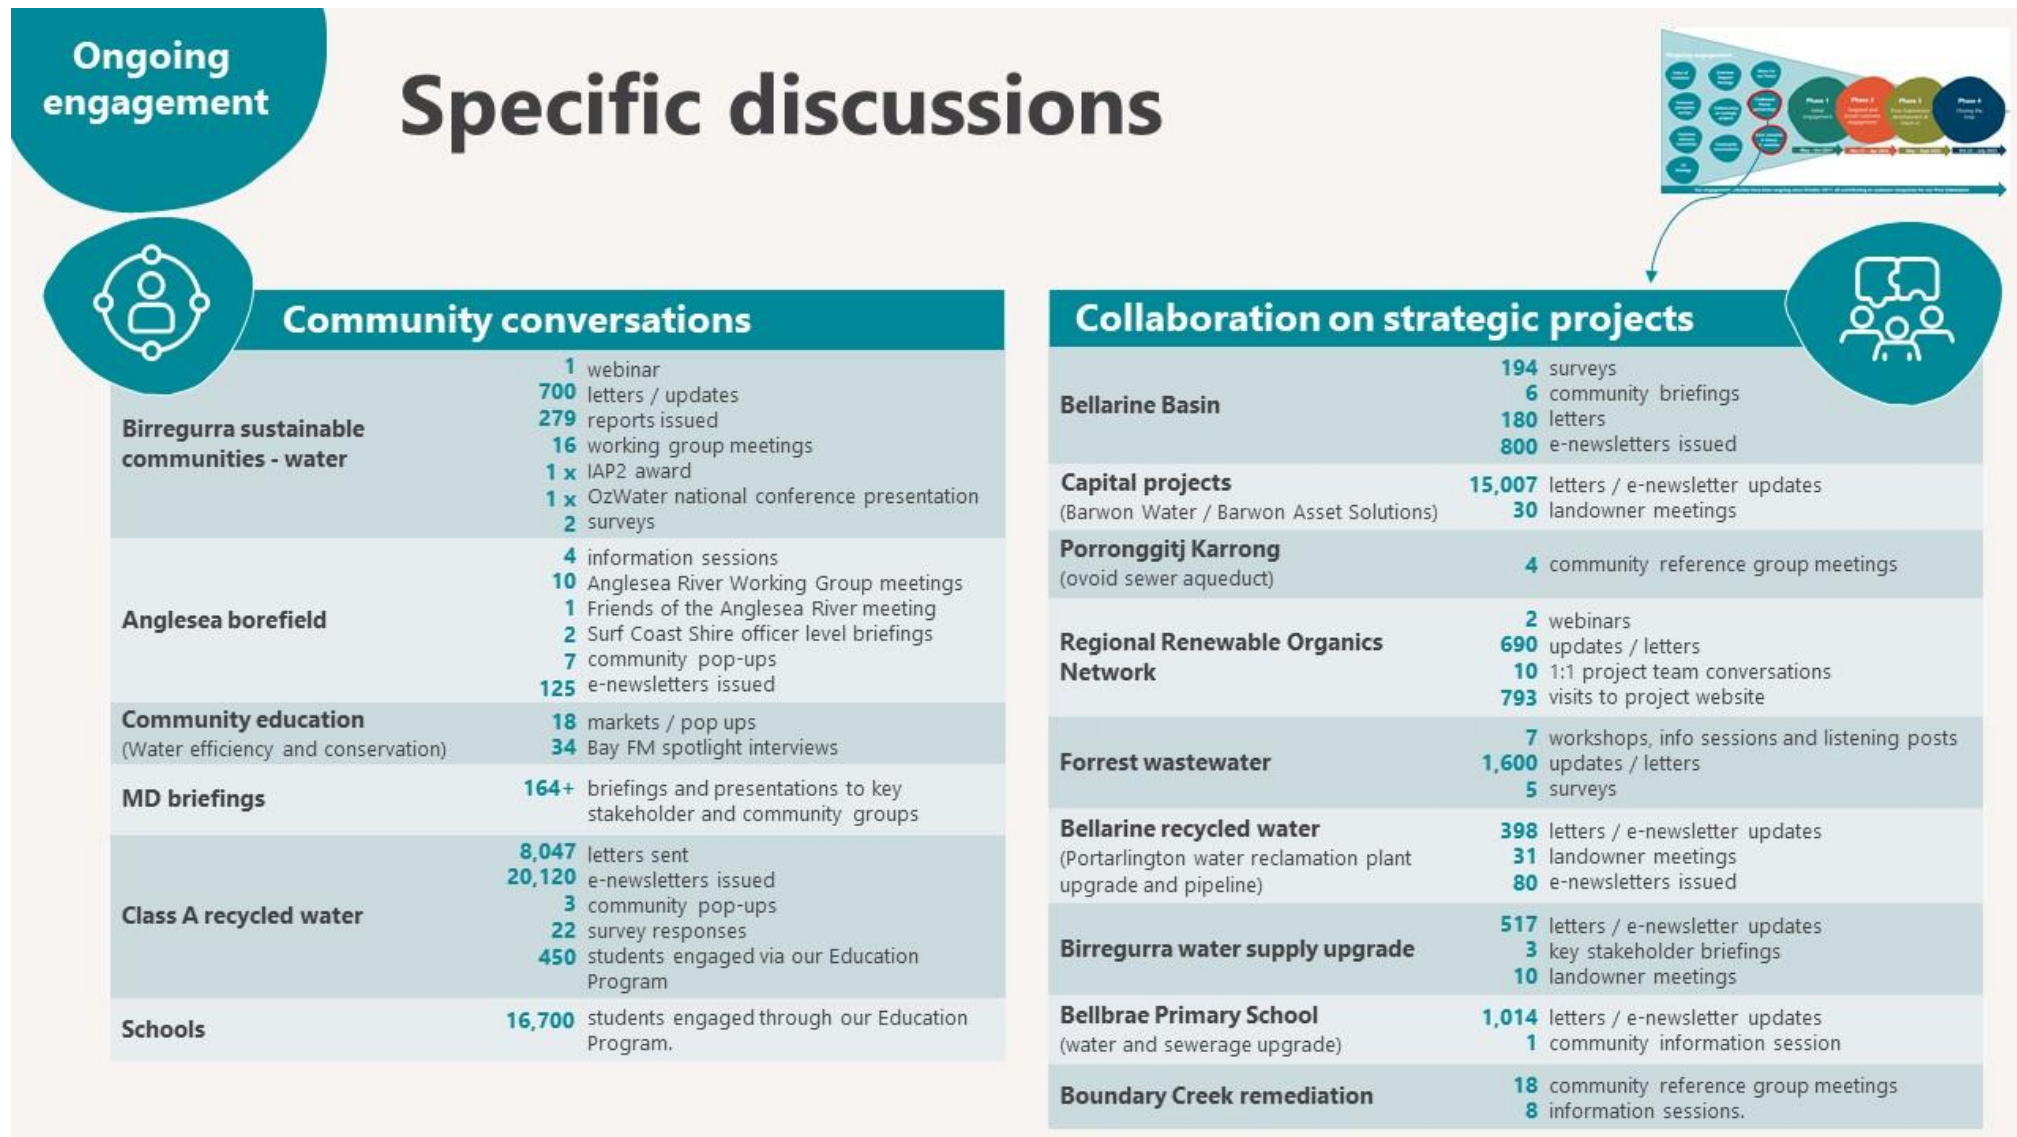 Ongoing
engagement
Specific discussions
Phase 1
Phase 2
Phase 3
Phase 4
Community conversations
Birregurra sustainable
communities - water
1 webinar
700 letters / updates
279 reports issued
16 working group meetings
1 x IAP2 award
1 x OzWater national conference presentation
2 surveys
Anglesea borefield
4 information sessions
10 Anglesea River Working Group meetings
1 Friends of the Anglesea River meeting
2 Surf Coast Shire officer level briefings
7 community pop-ups
125 e-newsletters issued
Community education
(Water efficiency and conservation)
18 markets / pop ups
34 Bay FM spotlight interviews
MD briefings
164+ briefings and presentations to key
stakeholder and community groups
Class A recycled water
8,047 letters sent
20,120 e-newsletters issued
3 community pop-ups
22 survey responses
450 students engaged via our Education
Program
Schools
16,700 students engaged through our Education
Program.
Collaboration on strategic projects
Bellarine Basin
194 surveys
6 community briefings
180 letters
800 e-newsletters issued
Capital projects
(Barwon Water / Barwon Asset Solutions)
15,007 letters / e-newsletter updates
30 landowner meetings
Porronggitj Karrong
(ovoid sewer aqueduct)
4 community reference group meetings
Regional Renewable Organics
Network
2 webinars
690 updates / letters
10 1:1 project team conversations
793 visits to project website
Forrest wastewater
7 workshops, info sessions and listening posts
1,600 updates / letters
5 surveys
Bellarine recycled water
(Portarlington water reclamation plant
upgrade and pipeline)
398 letters / e-newsletter updates
31 landowner meetings
80 e-newsletters issued
Birregurra water supply upgrade
517 letters / e-newsletter updates
3 key stakeholder briefings
10 landowner meetings
Bellbrae Primary School
(water and sewerage upgrade)
1,014 letters / e-newsletter updates
1 community information session
Boundary Creek remediation
18 community reference group meetings
8 information sessions.